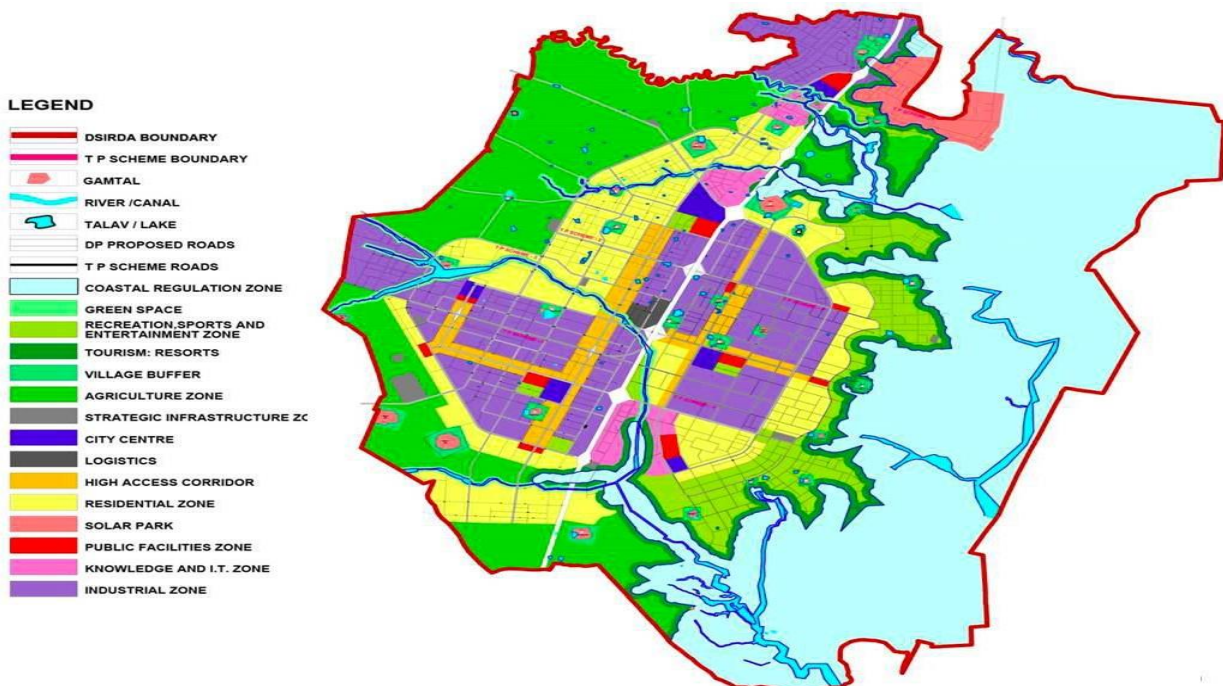 LEGEND
DSIRDA BOUNDARY
T P SCHEME BOUNDARY
GAMTAL
RIVER /CANAL
TALAV / LAKE
DP PROPOSED ROADS
T P SCHEME ROADS
COASTAL REGULATION ZONE
GREEN SPACE
RECREATION,SPORTS AND
ENTERTAINMENT ZONE
TOURISM: RESORTS
VILLAGE BUFFER
AGRICULTURE ZONE
STRATEGIC INFRASTRUCTURE ZC
CITY CENTRE
LOGISTICS
HIGH ACCESS CORRIDOR
RESIDENTIAL ZONE
SOLAR PARK
PUBLIC FACILITIES ZONE
KNOWLEDGE AND I.T. ZONE
INDUSTRIAL ZONE